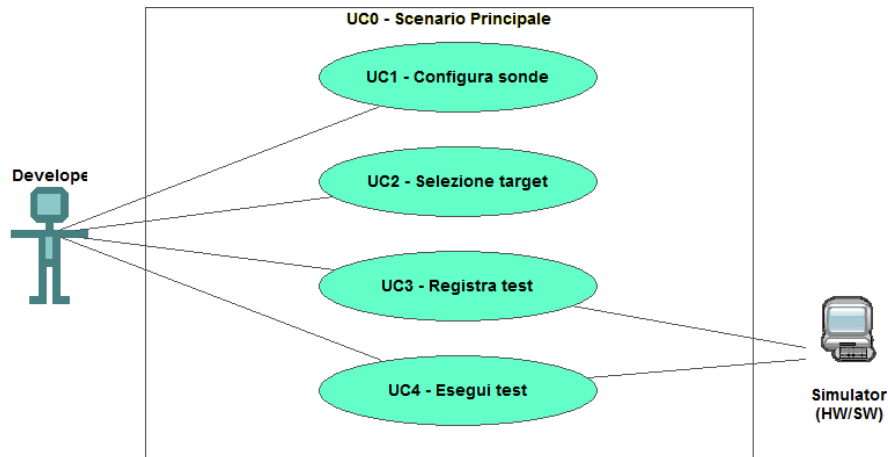 UC0 - Scenario Principale
UC1 - Configura sonde
Develope
UC2 - Selezione target
UC3 - Registra test
UC4 - Esegui test
Simulator
(HW/SW)